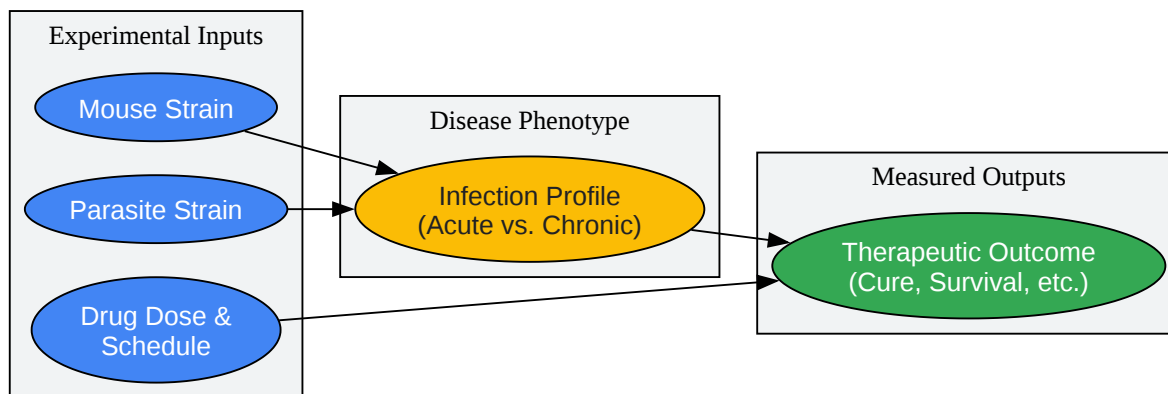 Experimental Inputs
Mouse Strain
Parasite Strain
Drug Dose &
Schedule
Disease Phenotype
Infection Profile
(Acute vs. Chronic)
Measured Outputs
Therapeutic Outcome
(Cure, Survival, etc.)